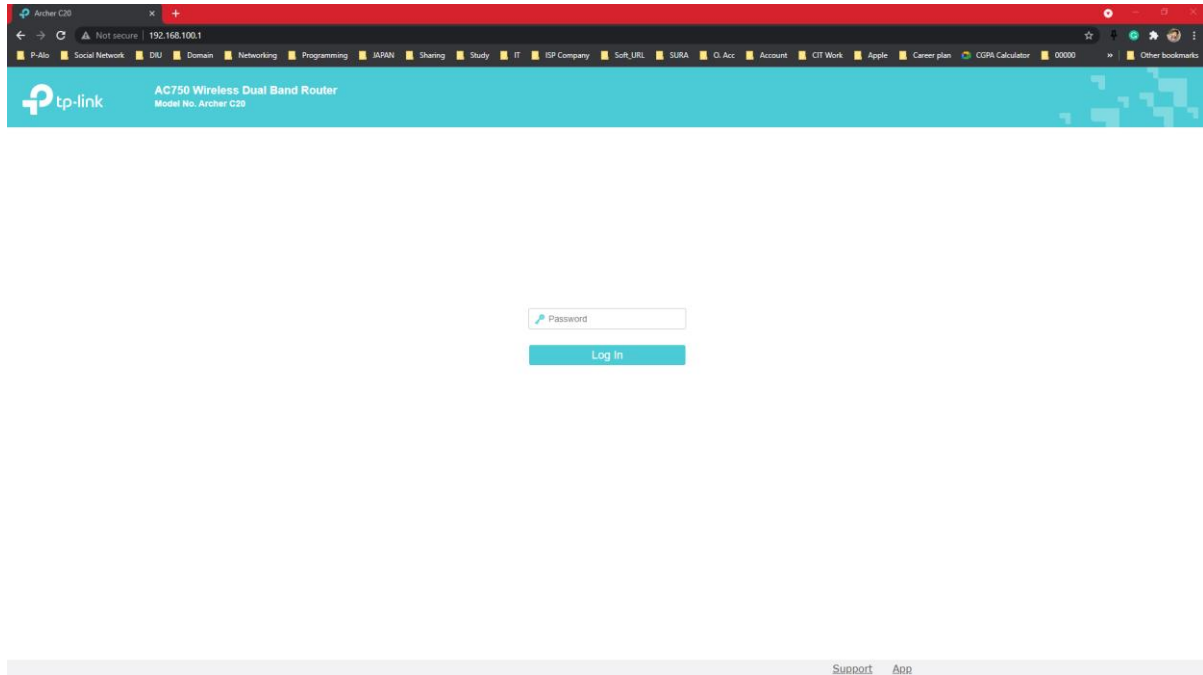 Archer C20
Not secure | 192.168.100.1
P-Alo Social Network DIU Domain Networking Programming JAPAN Sharing Study IT ISP Company Soft_URL SURA O. Acc Account CIT Work Apple Career plan CGPA Calculator 00000 » Other bookmarks
tp-link
AC750 Wireless Dual Band Router
Model No. Archer C20
Password
Log In
Support App